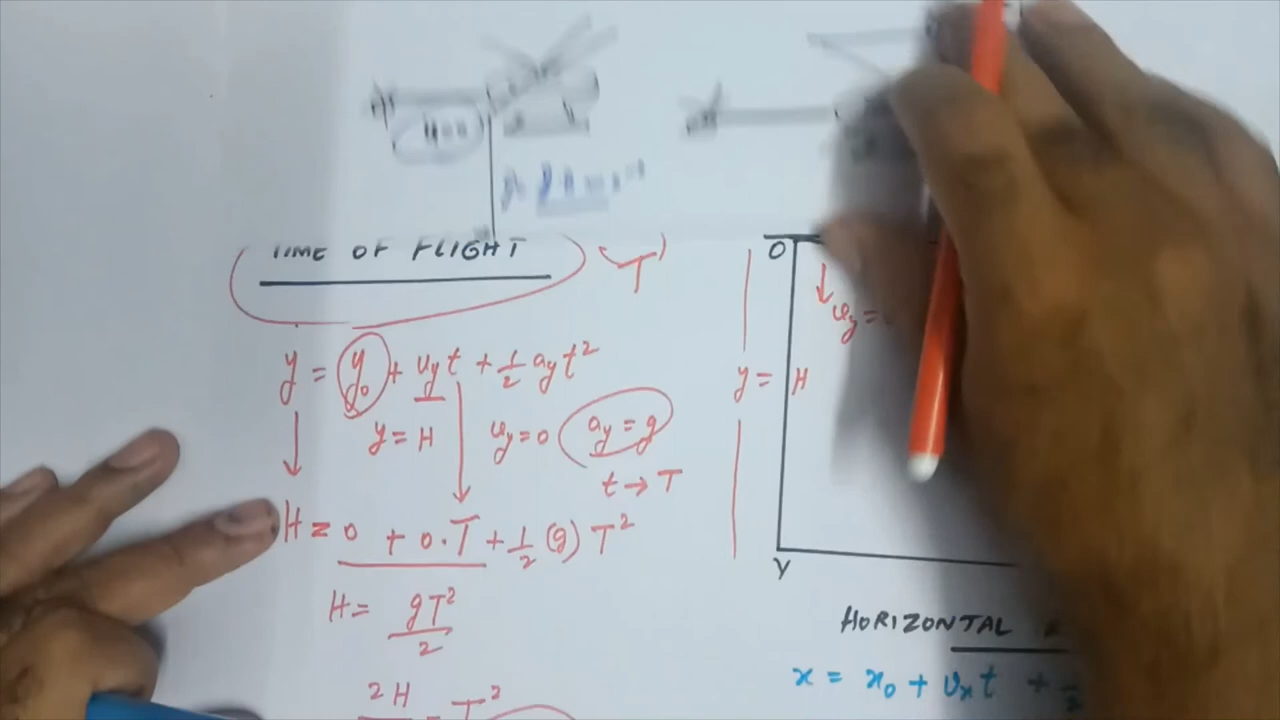 TIME OF FLIGHT 'T'
y = y₀ + uyt + 1/2 ayt²
y = H uy = 0 ay = g
t → T
H = 0 + 0.T + 1/2 (g) T²
H = gT²/2
2H
= T²
O
uy =
y = H
Y
HORIZONTAL
x = x₀ + υxt +